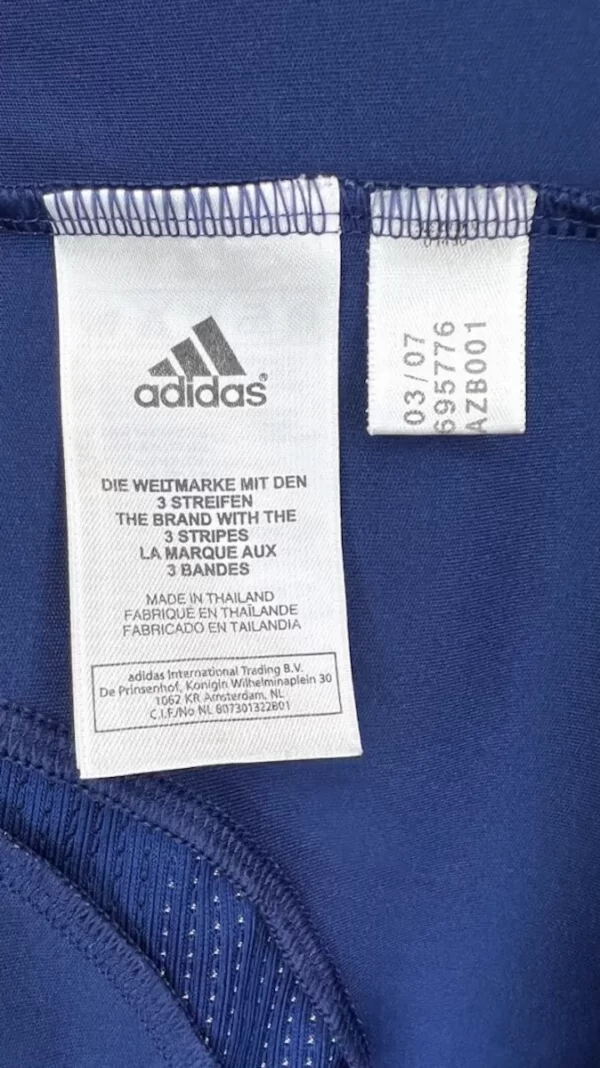 adidas®
DIE WELTMARKE MIT DEN
3 STREIFEN
THE BRAND WITH THE
3 STRIPES
LA MARQUE AUX
3 BANDES
MADE IN THAILAND
FABRIQUÉ EN THAÏLANDE
FABRICADO EN TAILANDIA
adidas International Trading B.V.
De Prinsenhof, Konigin Wilhelminaplein 30
1062 KR Amsterdam, NL
C.I.F/No NL 807301322B01
03/07
695776
AZB001